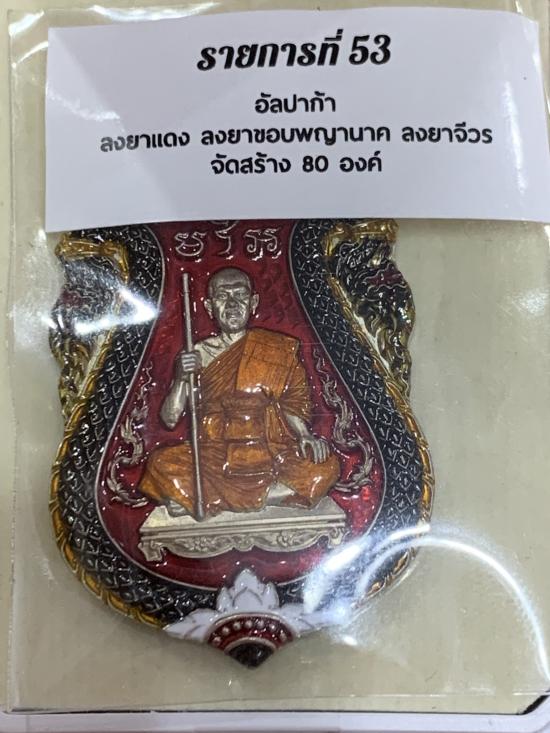 รายการที่ 53
อัลปาก้า
ลงยาแดง ลงยาขอบพญานาค ลงยาจีวร
จัดสร้าง 80 องค์